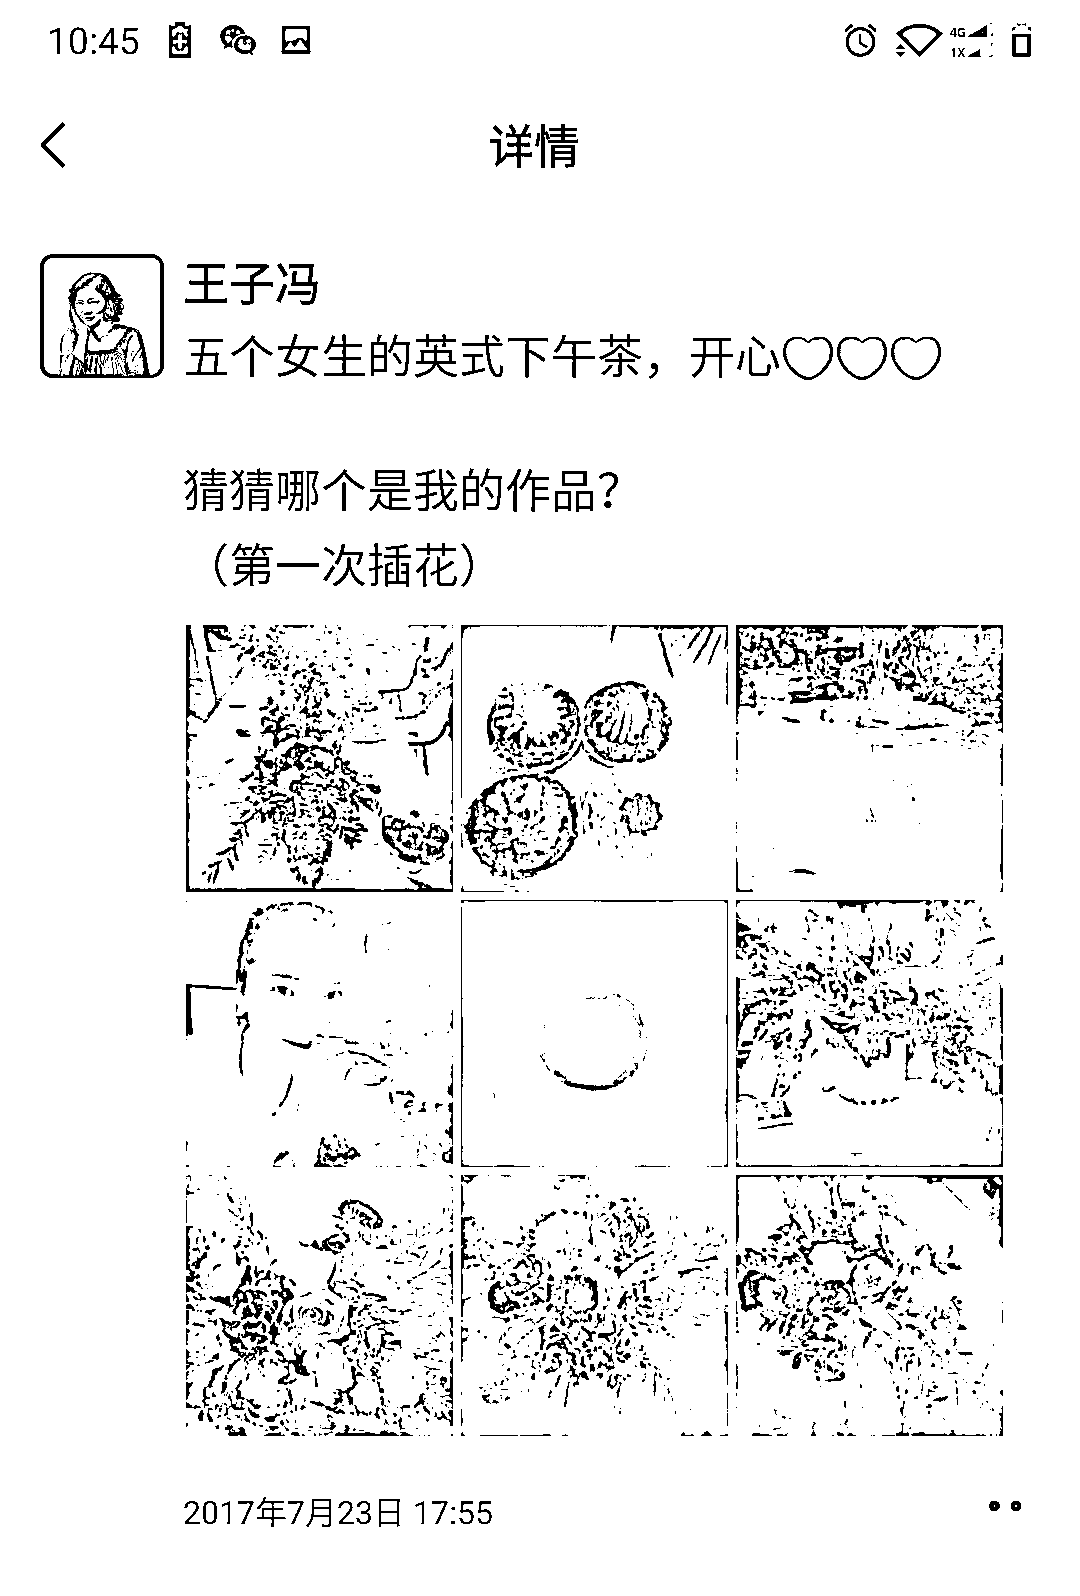 10:45
4G
1X
详情
王子冯
五个女生的英式下午茶，开心♡♡♡
猜猜哪个是我的作品？
（第一次插花）
2017年7月23日 17:55